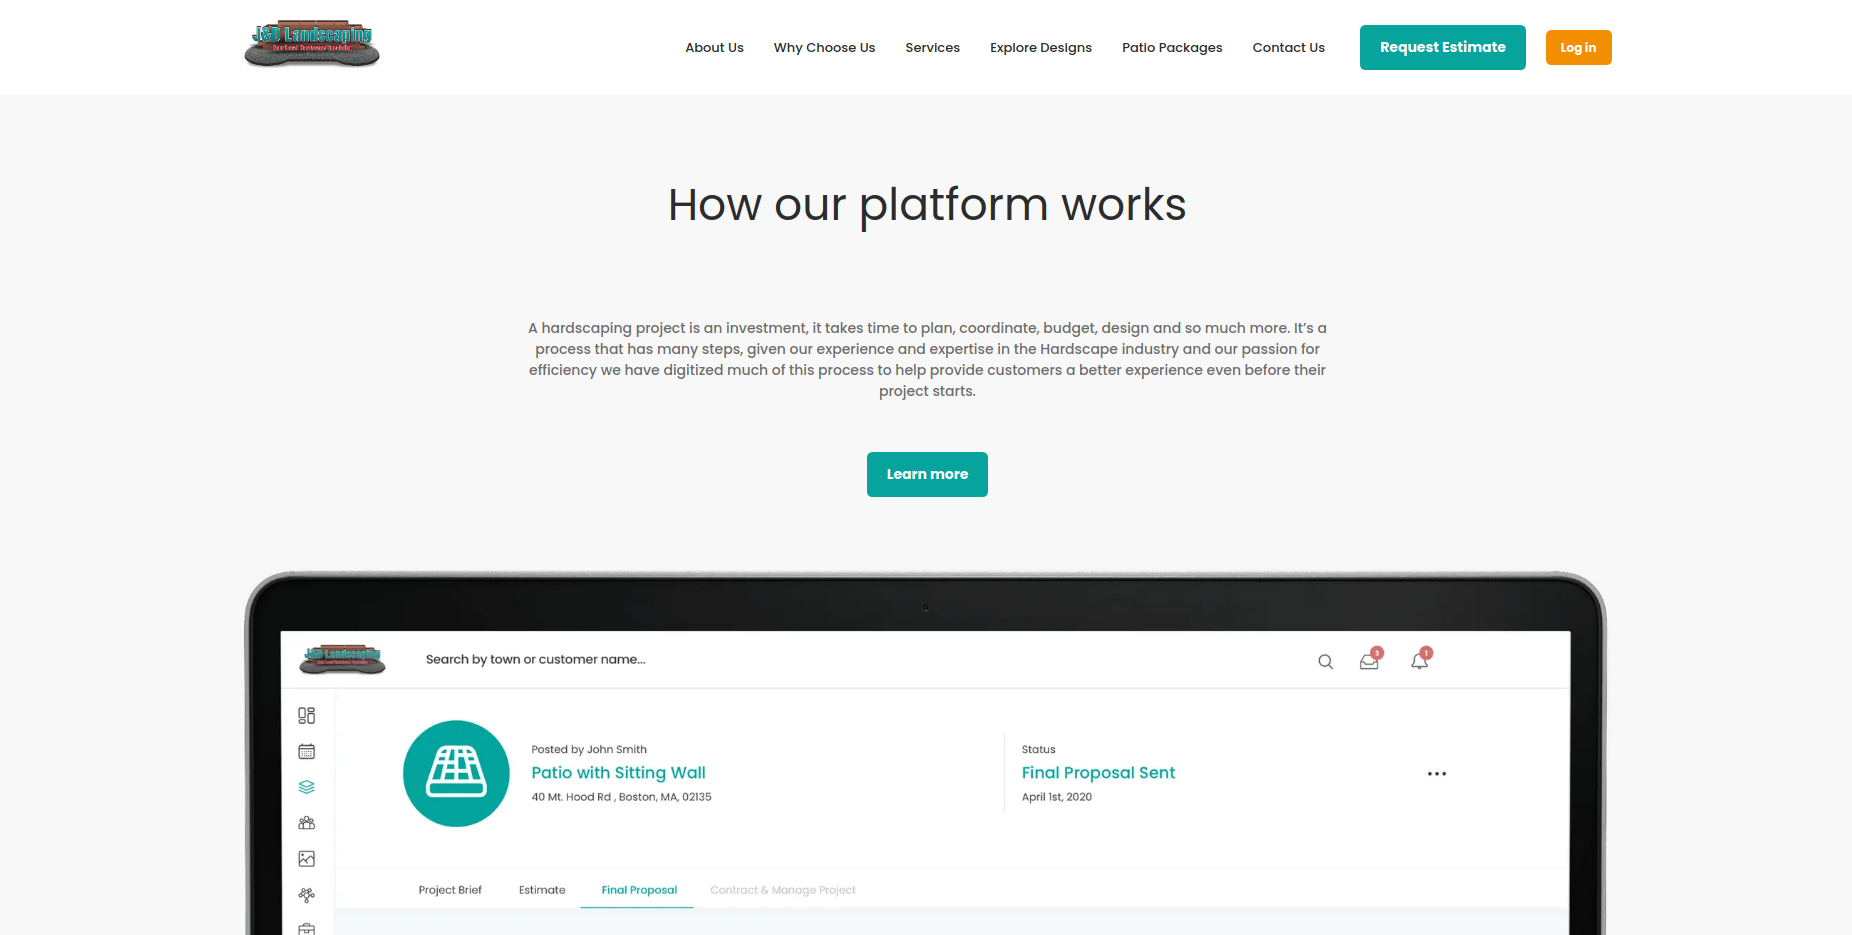 J&D Landscaping
About Us Why Choose Us Services Explore Designs Patio Packages Contact Us Request Estimate Log in
How our platform works
A hardscaping project is an investment, it takes time to plan, coordinate, budget, design and so much more. It’s a
process that has many steps, given our experience and expertise in the Hardscape industry and our passion for
efficiency we have digitized much of this process to help provide customers a better experience even before their
project starts.
Learn more
J&D Landscaping
Search by town or customer name...
3
1
Posted by John Smith
Patio with Sitting Wall
40 Mt. Hood Rd , Boston, MA, 02135
Status
Final Proposal Sent
April 1st, 2020
Project Brief Estimate Final Proposal Contract & Manage Project